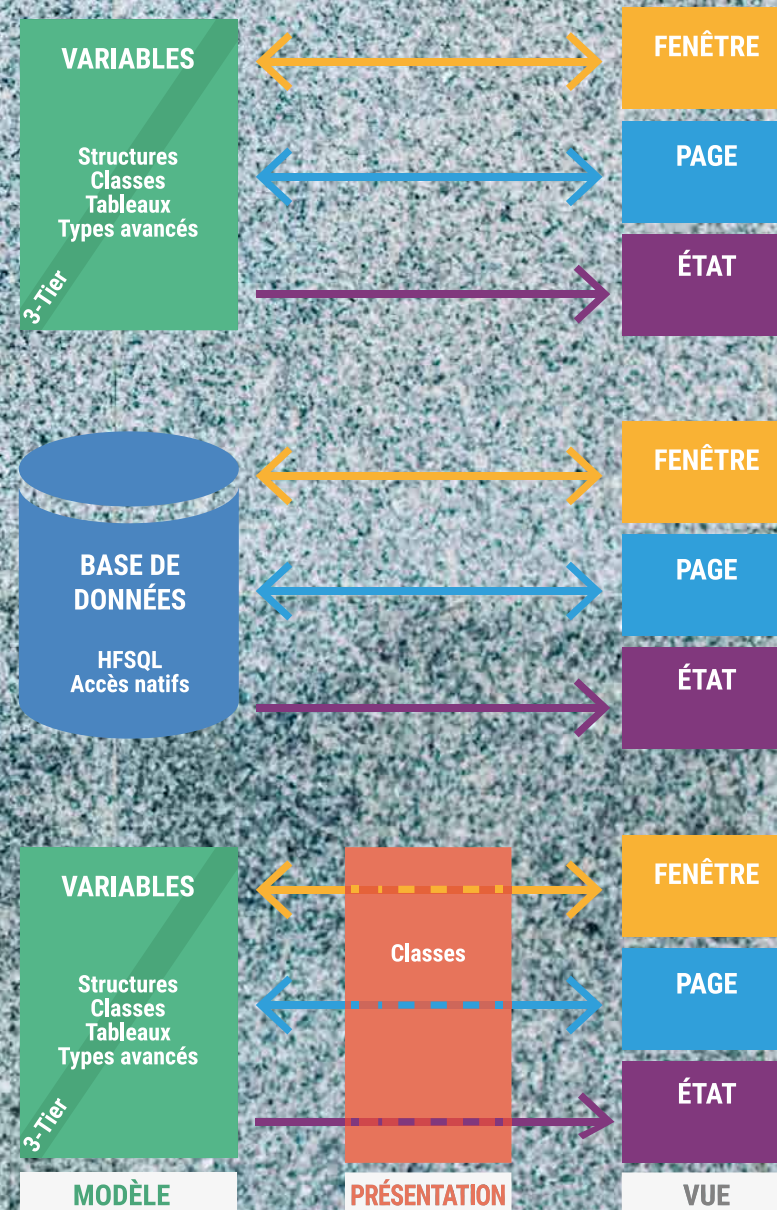 VARIABLES
Structures
Classes
Tableaux
Types avancés
3-Tier
FENÊTRE
PAGE
ÉTAT
BASE DE
DONNÉES
HFSQL
Accès natifs
FENÊTRE
PAGE
ÉTAT
VARIABLES
Structures
Classes
Tableaux
Types avancés
3-Tier
Classes
FENÊTRE
PAGE
ÉTAT
MODÈLE
PRÉSENTATION
VUE